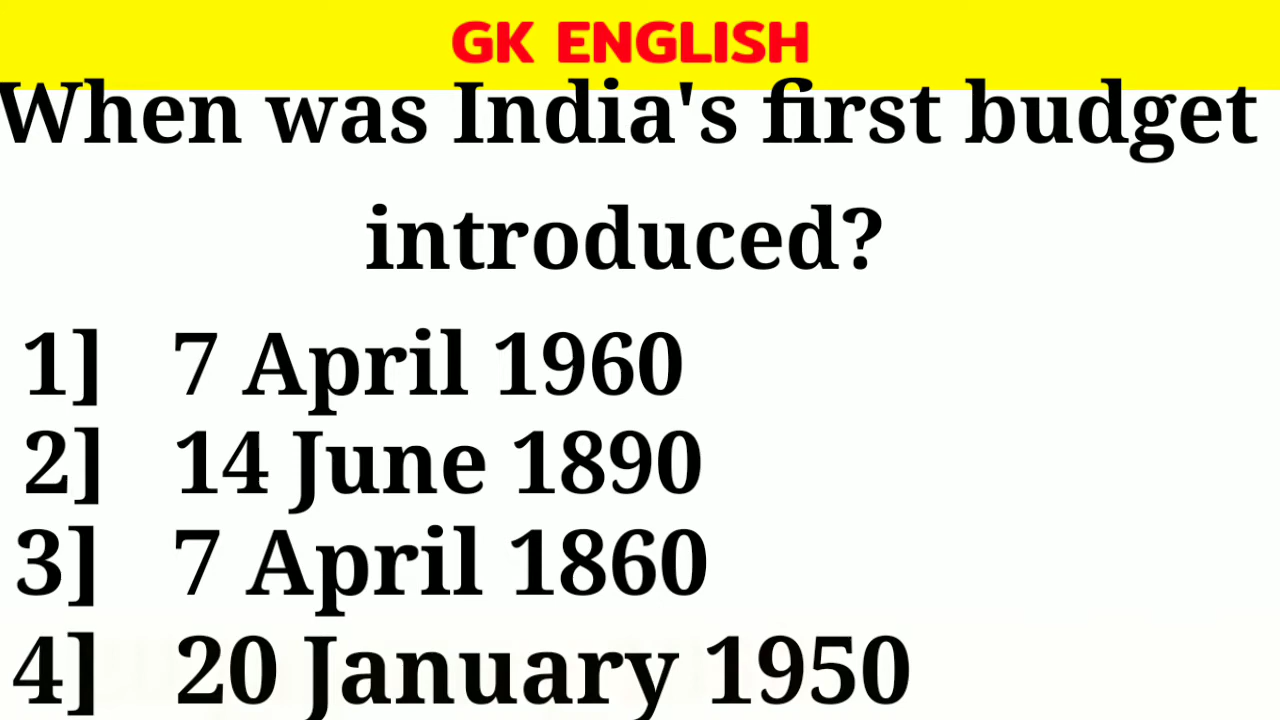 GK ENGLISH
When was India's first budget
introduced?
1] 7 April 1960
2] 14 June 1890
3] 7 April 1860
4] 20 January 1950